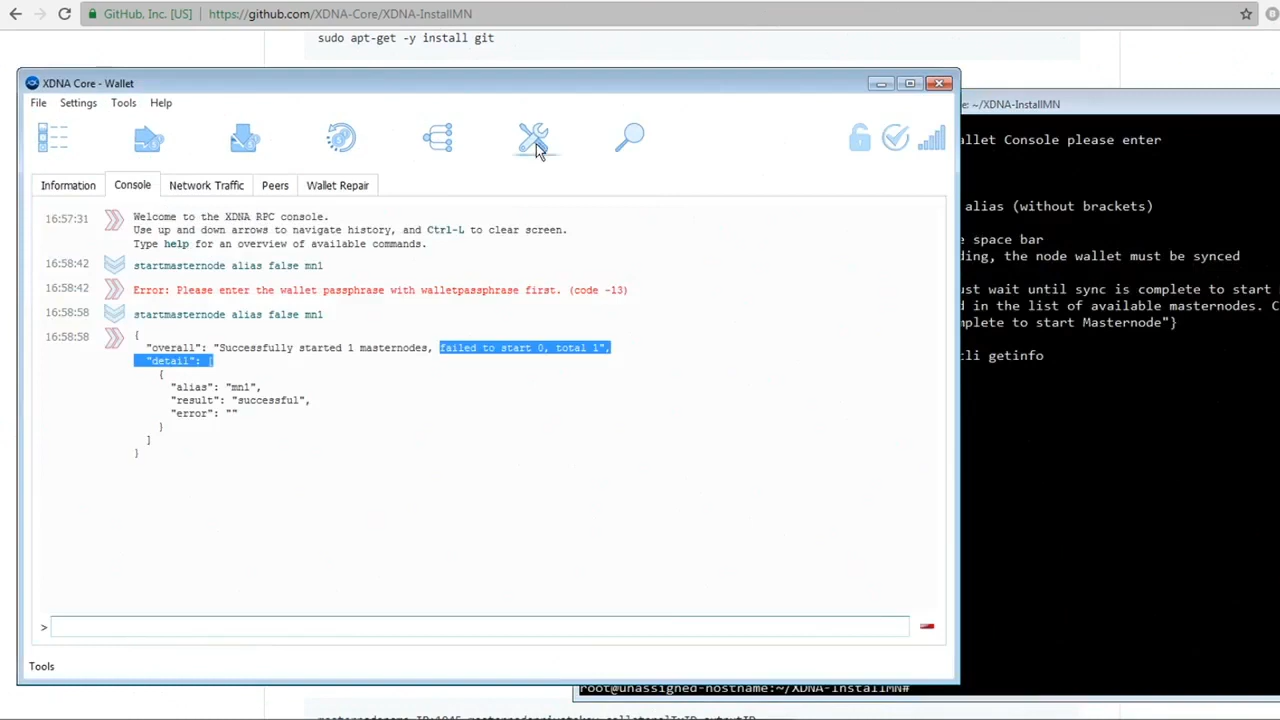 GitHub, Inc. [US]
https://github.com/XDNA-Core/XDNA-InstallMN
sudo apt-get -y install git
XDNA Core - Wallet
File Settings Tools Help
Information Console Network Traffic Peers Wallet Repair
16:57:31 Welcome to the XDNA RPC console.
Use up and down arrows to navigate history, and Ctrl-L to clear screen.
Type help for an overview of available commands.
16:58:42 startmasternode alias false mn1
16:58:42 Error: Please enter the wallet passphrase with walletpassphrase first. (code -13)
16:58:58 startmasternode alias false mn1
16:58:58 {
"overall": "Successfully started 1 masternodes, failed to start 0, total 1",
"detail": [
{
"alias": "mn1",
"result": "successful",
"error": ""
}
]
}
>
Tools
e: ~/XDNA-InstallMN
allet Console please enter
alias (without brackets)
e space bar
ding, the node wallet must be synced
ust wait until sync is complete to start
d in the list of available masternodes. C
mplete to start Masternode"}
cli getinfo
root@unassigned-hostname:~/XDNA-InstallMN#